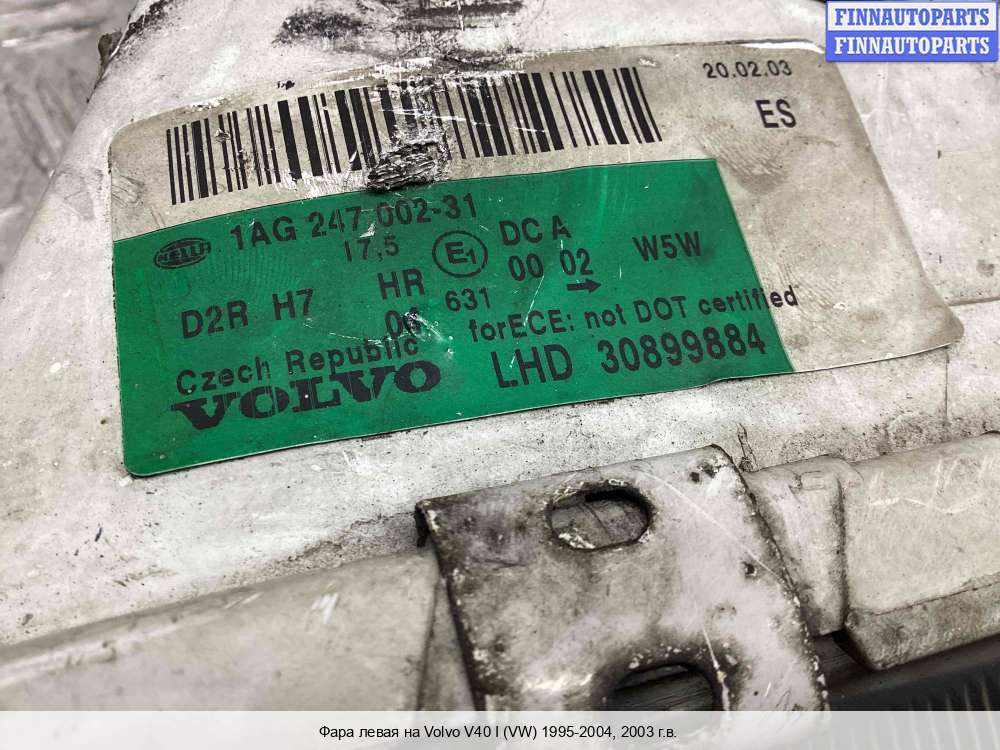 FINNAUTOPARTS
FINNAUTOPARTS
20.02.03
ES
HELLA 1AG 247 002-31
17,5 E1 DC A
D2R H7 HR 00 02 W5W
06 631
forECE: not DOT certified
Czech Republic
VOLVO LHD 30899884
Фара левая на Volvo V40 I (VW) 1995-2004, 2003 г.в.